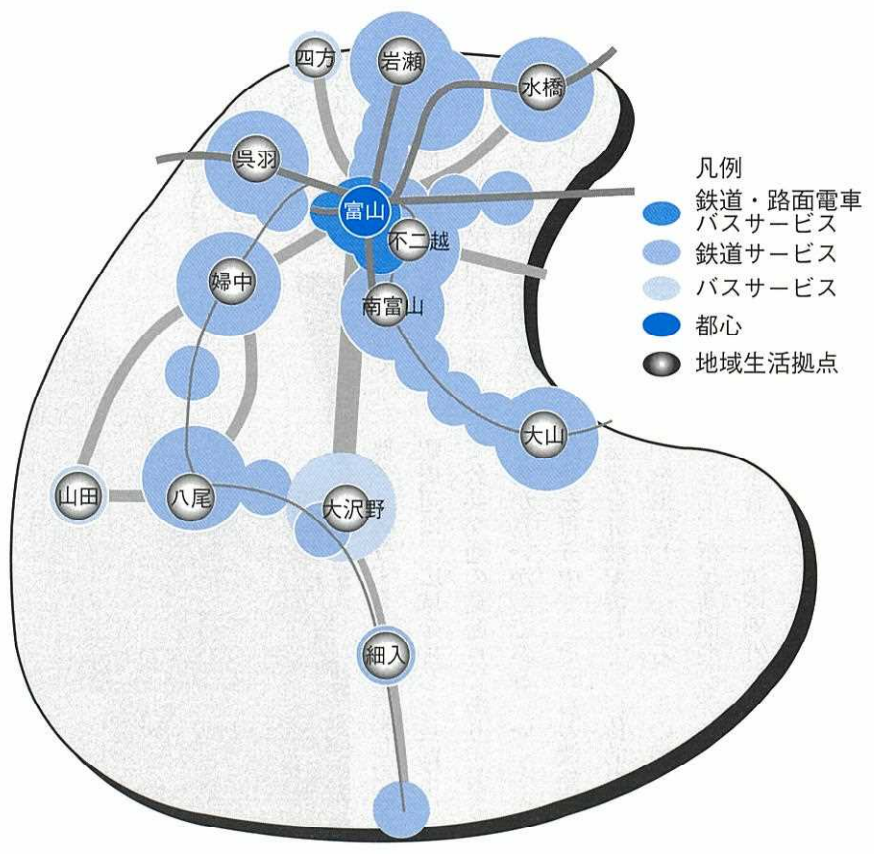 四方
岩瀬
水橋
呉羽
富山
不二越
婦中
南富山
大山
山田
八尾
大沢野
細入
凡例
鉄道・路面電車
バスサービス
鉄道サービス
バスサービス
都心
地域生活拠点